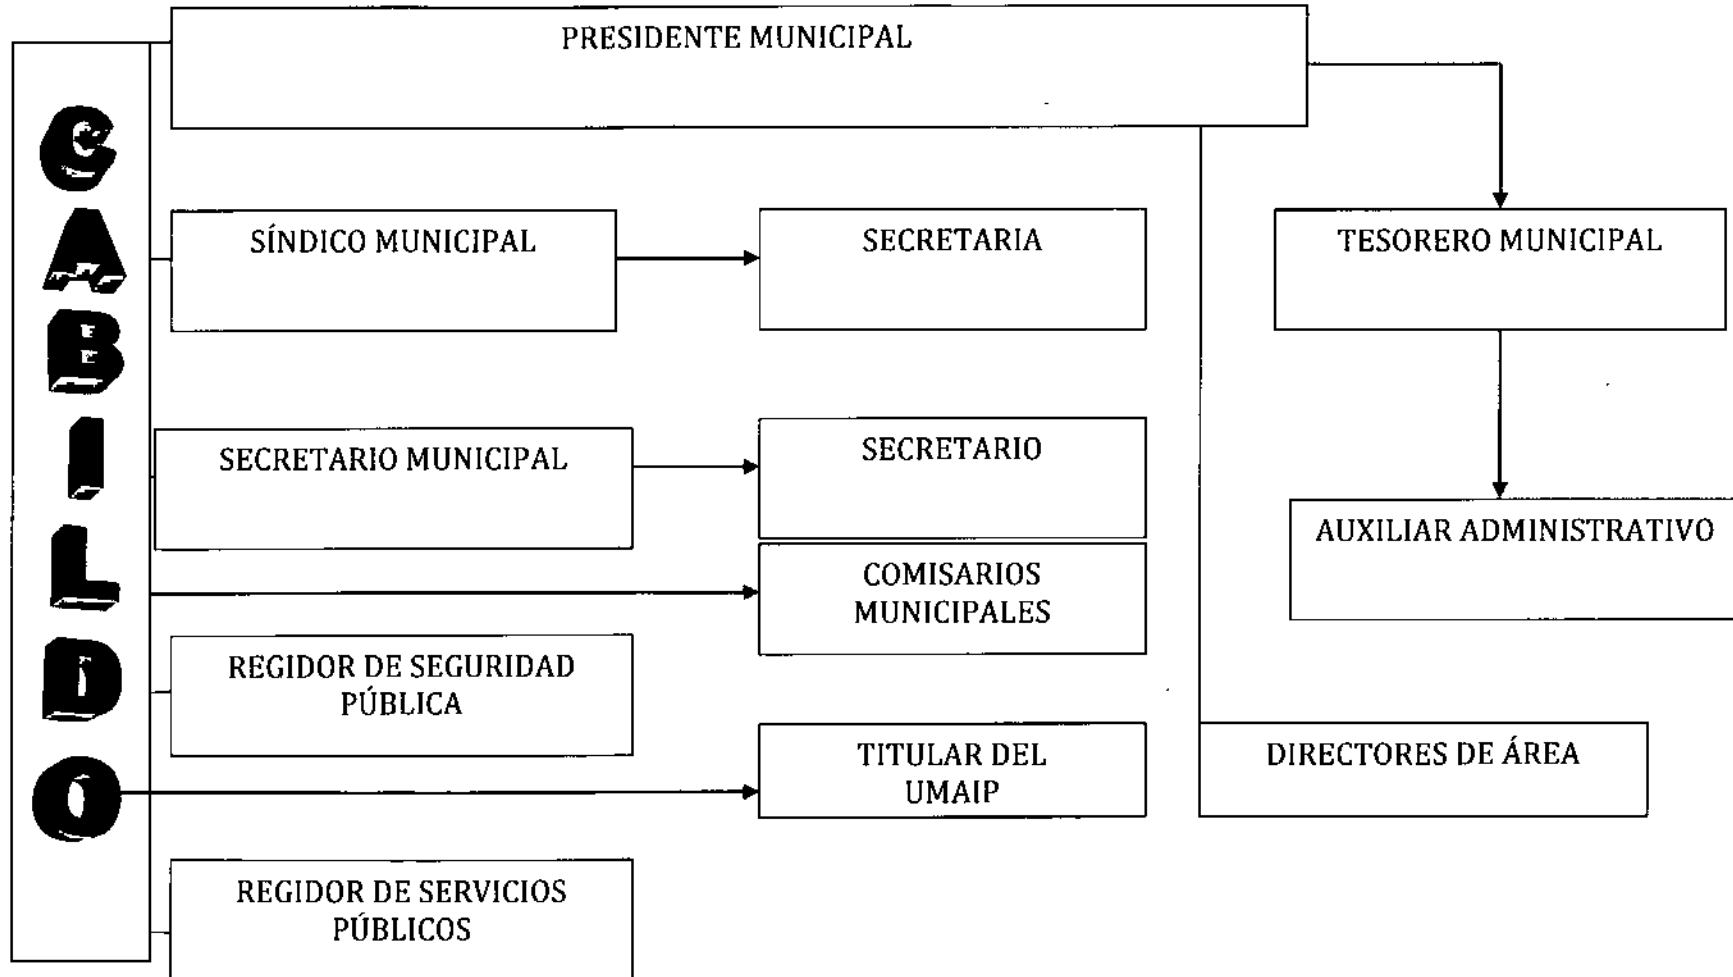 PRESIDENTE MUNICIPAL
CABILDO
SÍNDICO MUNICIPAL
SECRETARIA
TESORERO MUNICIPAL
SECRETARIO MUNICIPAL
SECRETARIO
AUXILIAR ADMINISTRATIVO
COMISARIOS
MUNICIPALES
REGIDOR DE SEGURIDAD
PÚBLICA
TITULAR DEL
UMAIP
DIRECTORES DE ÁREA
REGIDOR DE SERVICIOS
PÚBLICOS